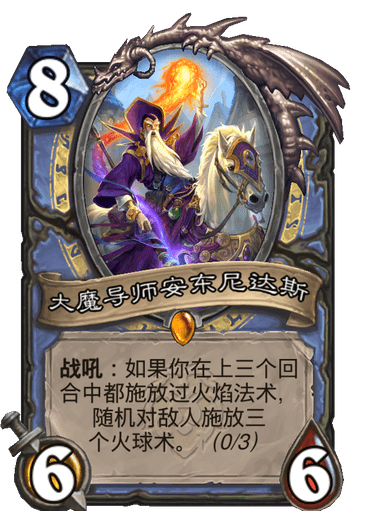 8
大魔导师安东尼达斯
战吼：如果你在上三个回
合中都施放过火焰法术，
随机对敌人施放三
个火球术。 (0/3)
6
6